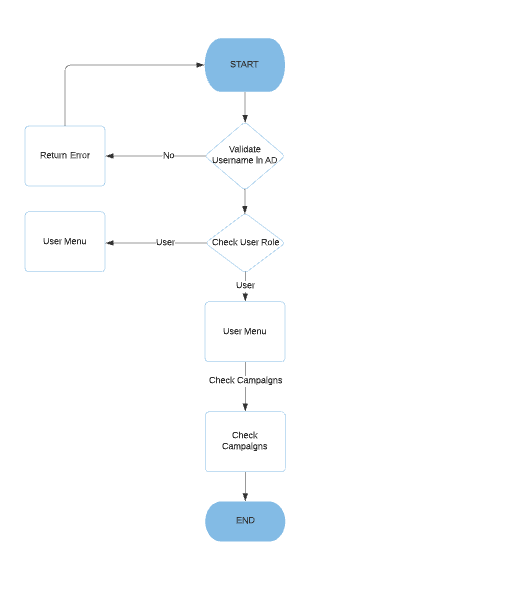 START
Validate
Username In AD
No
Return Error
Check User Role
User
User Menu
User
User Menu
Check Campaigns
Check
Campaigns
END